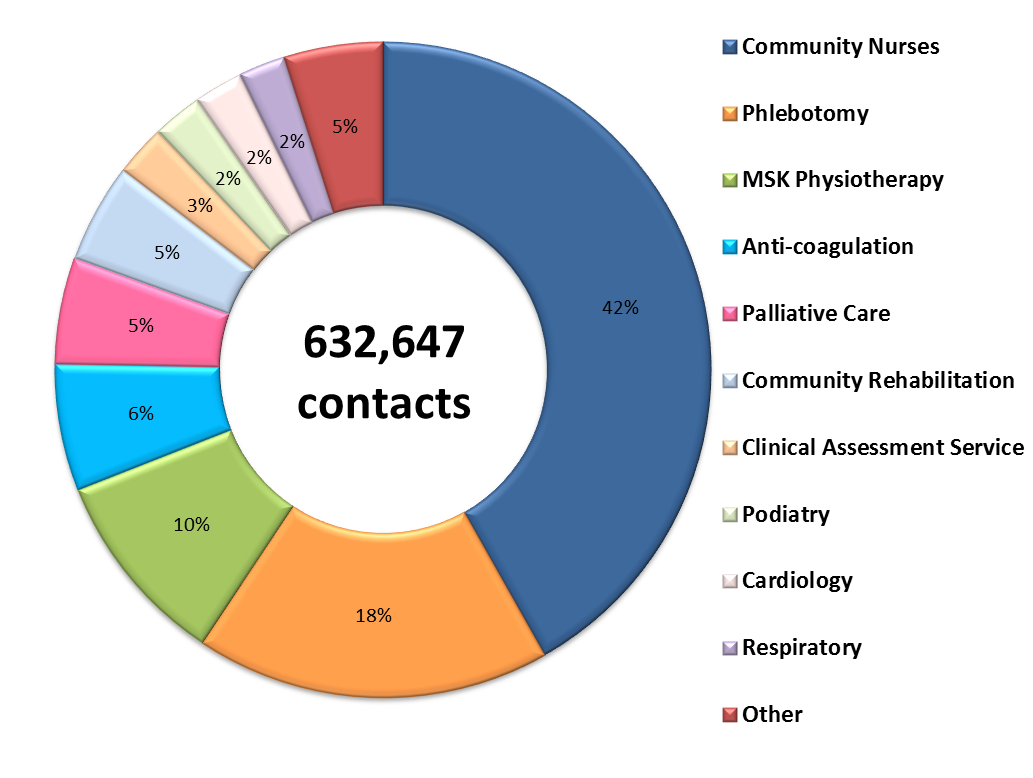 Community Nurses
Phlebotomy
MSK Physiotherapy
Anti-coagulation
Palliative Care
Community Rehabilitation
Clinical Assessment Service
Podiatry
Cardiology
Respiratory
Other
42%
18%
10%
6%
5%
5%
3%
2%
2%
2%
5%
632,647
contacts